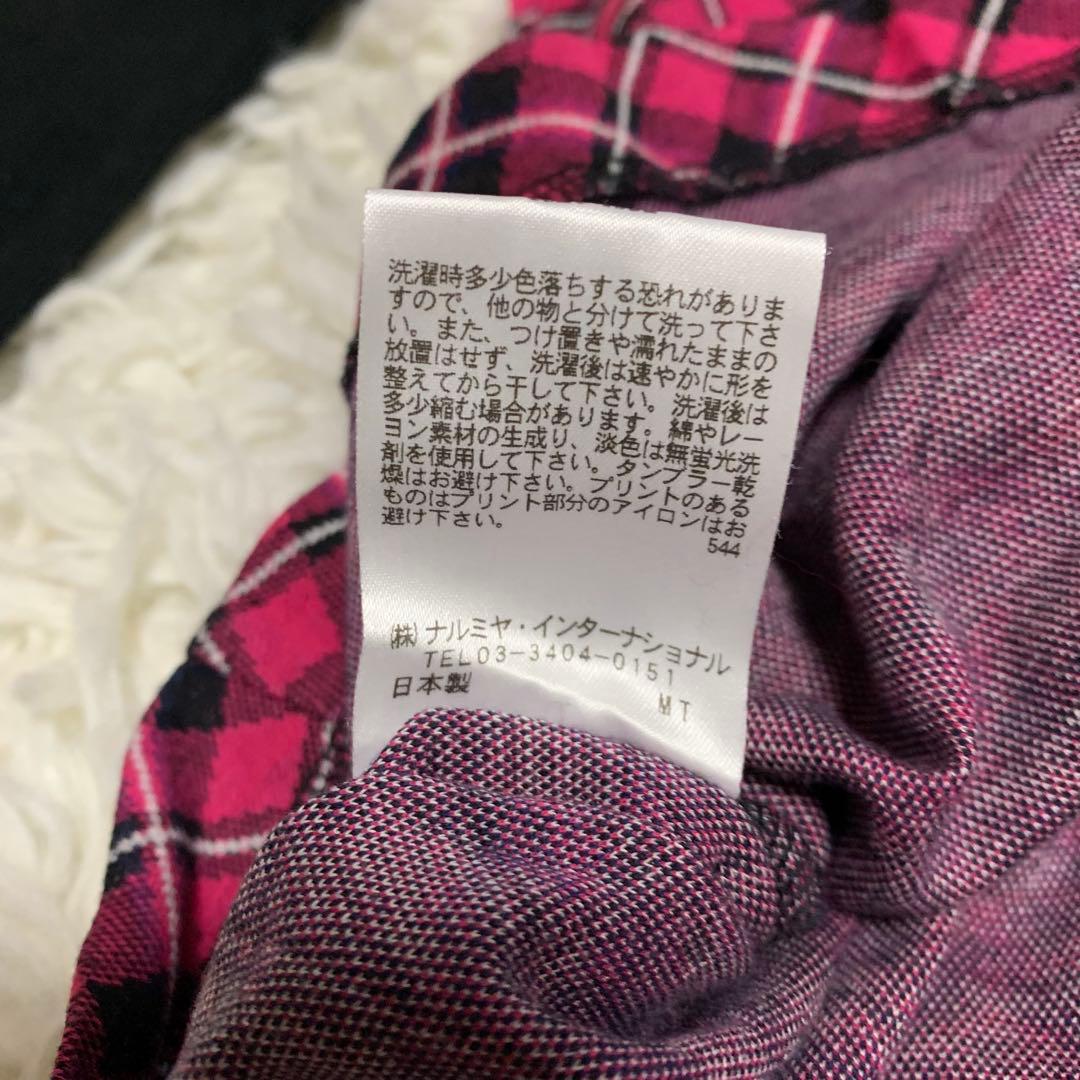 洗濯時多少色落ちする恐れがありま
すので、他の物と分けて洗って下さ
い。また、つけ置きや濡れたままの
放置はせず、洗濯後は速やかに形を
整えてから干して下さい。洗濯後は
多少縮む場合があります。綿やレー
ヨン素材の生成り、淡色は無蛍光洗
剤を使用して下さい。タンブラー乾
燥はお避け下さい。プリントのある
ものはプリント部分のアイロンはお
避け下さい。
544
(株)ナルミヤ・インターナショナル
TEL03-3404-0151
日本製 MT